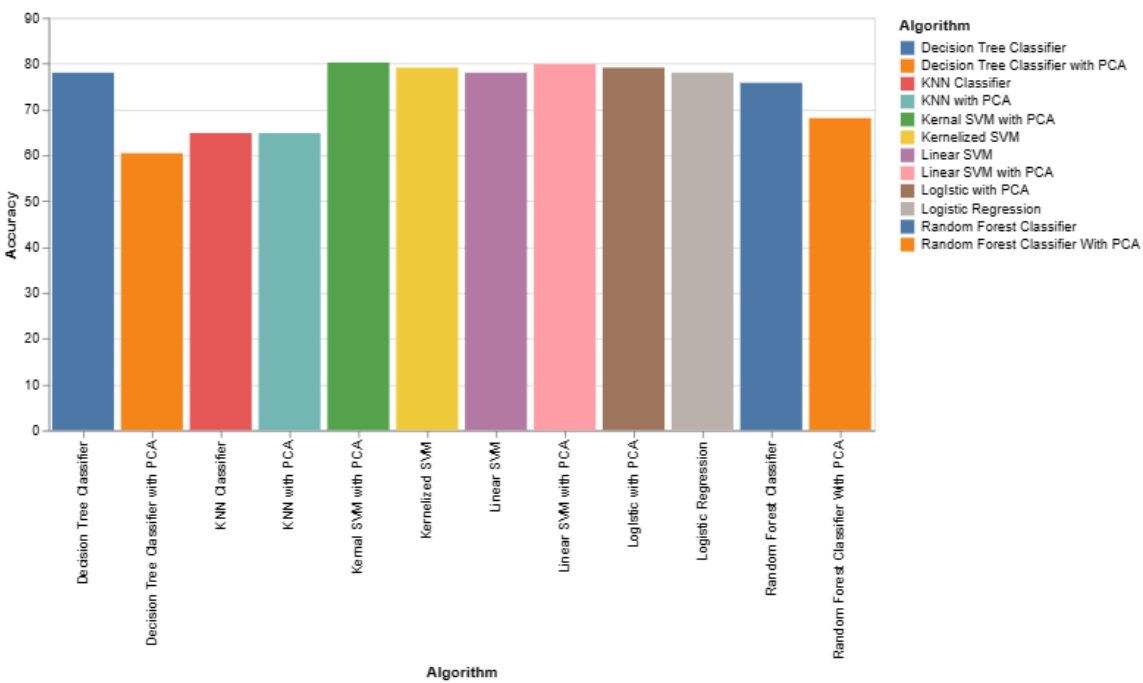 90
80
70
60
50
40
30
20
10
0
Accuracy
Decision Tree Classifier
Decision Tree Classifier with PCA
KNN Classifier
KNN with PCA
Kernal SVM with PCA
Kernelized SVM
Linear SVM
Linear SVM with PCA
LogIstic with PCA
Logistic Regression
Random Forest Classifier
Random Forest Classifier With PCA
Algorithm
Algorithm
Decision Tree Classifier
Decision Tree Classifier with PCA
KNN Classifier
KNN with PCA
Kernal SVM with PCA
Kernelized SVM
Linear SVM
Linear SVM with PCA
LogIstic with PCA
Logistic Regression
Random Forest Classifier
Random Forest Classifier With PCA